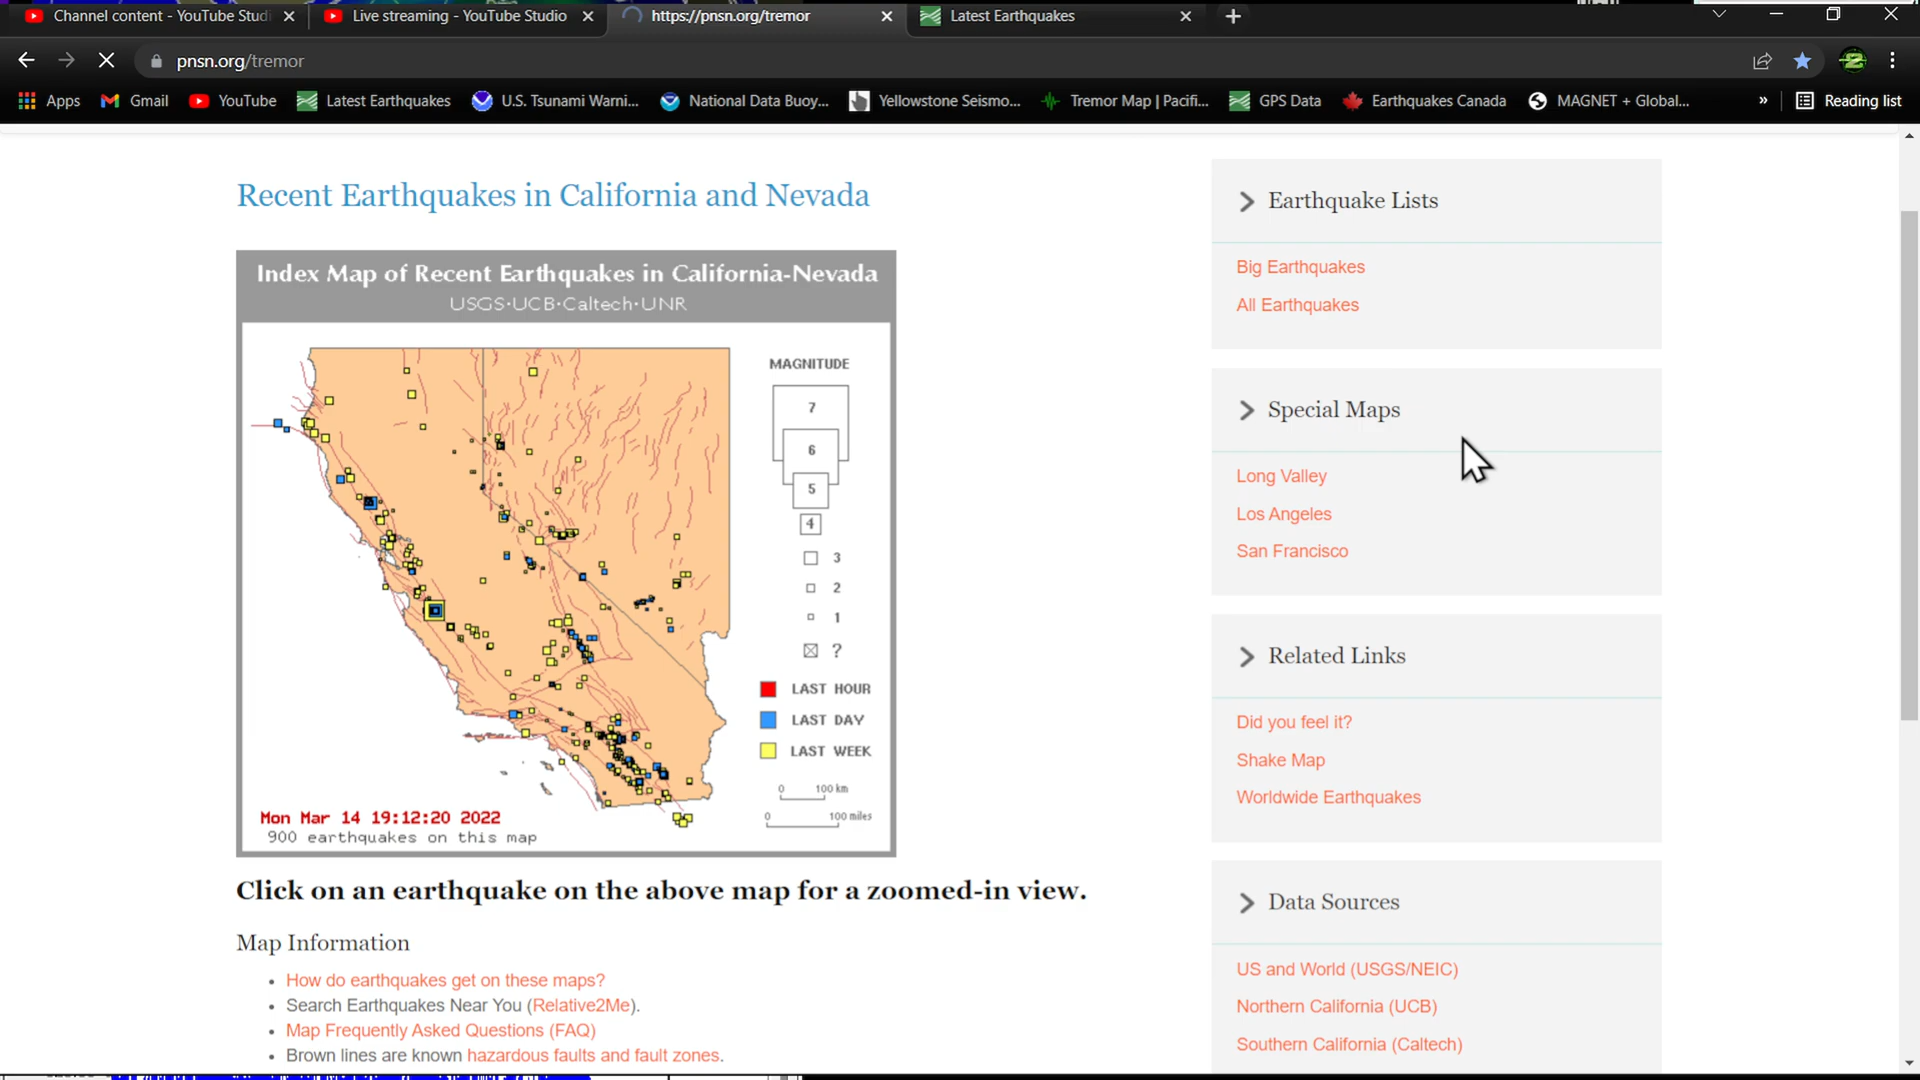 Channel content - YouTube Studi
Live streaming - YouTube Studio
https://pnsn.org/tremor
Latest Earthquakes
pnsn.org/tremor
Apps
Gmail
YouTube
Latest Earthquakes
U.S. Tsunami Warni...
National Data Buoy...
Yellowstone Seismo...
Tremor Map | Pacifi...
GPS Data
Earthquakes Canada
MAGNET + Global...
»
Reading list
Recent Earthquakes in California and Nevada
Index Map of Recent Earthquakes in California-Nevada
USGS·UCB·Caltech·UNR
MAGNITUDE
7
6
5
4
3
2
1
?
LAST HOUR
LAST DAY
LAST WEEK
0 100 km
0 100 miles
Mon Mar 14 19:12:20 2022
900 earthquakes on this map
Click on an earthquake on the above map for a zoomed-in view.
Map Information
• How do earthquakes get on these maps?
• Search Earthquakes Near You (Relative2Me).
• Map Frequently Asked Questions (FAQ)
• Brown lines are known hazardous faults and fault zones.
Earthquake Lists
Big Earthquakes
All Earthquakes
Special Maps
Long Valley
Los Angeles
San Francisco
Related Links
Did you feel it?
Shake Map
Worldwide Earthquakes
Data Sources
US and World (USGS/NEIC)
Northern California (UCB)
Southern California (Caltech)